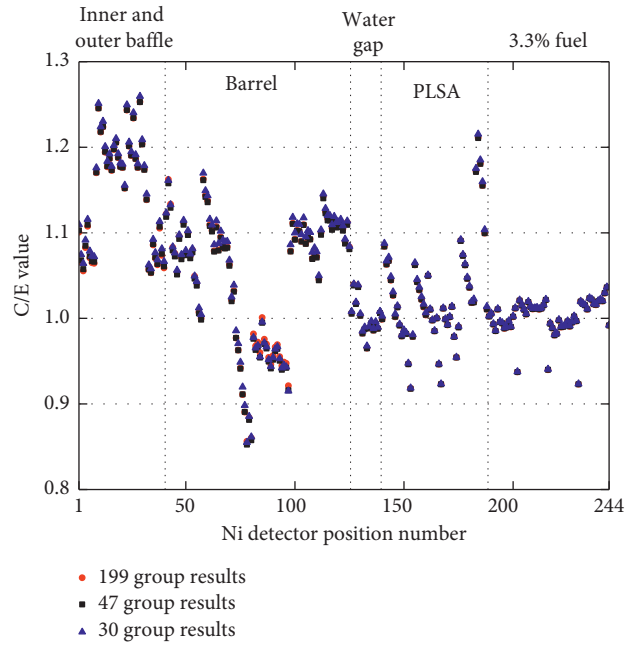 Inner and
outer baffle
Water
gap
3.3% fuel
Barrel
PLSA
1.3
1.2
1.1
1.0
0.9
0.8
C/E value
1
50
100
150
200
244
Ni detector position number
199 group results
47 group results
30 group results